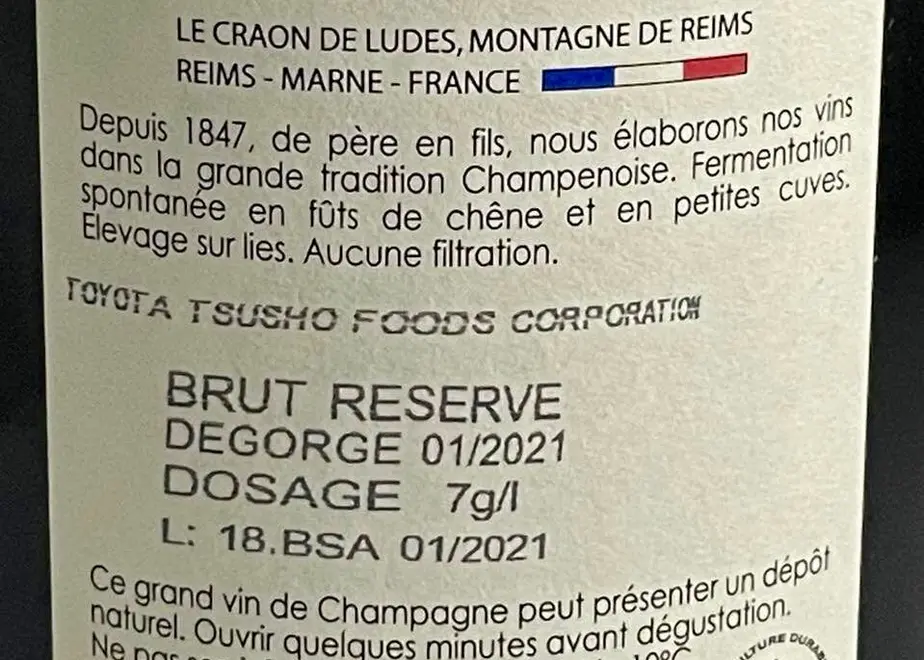 LE CRAON DE LUDES, MONTAGNE DE REIMS
REIMS - MARNE - FRANCE
Depuis 1847, de père en fils, nous élaborons nos vins
dans la grande tradition Champenoise. Fermentation
spontanée en fûts de chêne et en petites cuves.
Elevage sur lies. Aucune filtration.
TOYOTA TSUSHO FOODS CORPORATION
BRUT RESERVE
DEGORGE 01/2021
DOSAGE 7g/l
L: 18.BSA 01/2021
Ce grand vin de Champagne peut présenter un dépôt
naturel. Ouvrir quelques minutes avant dégustation.
Ne pas